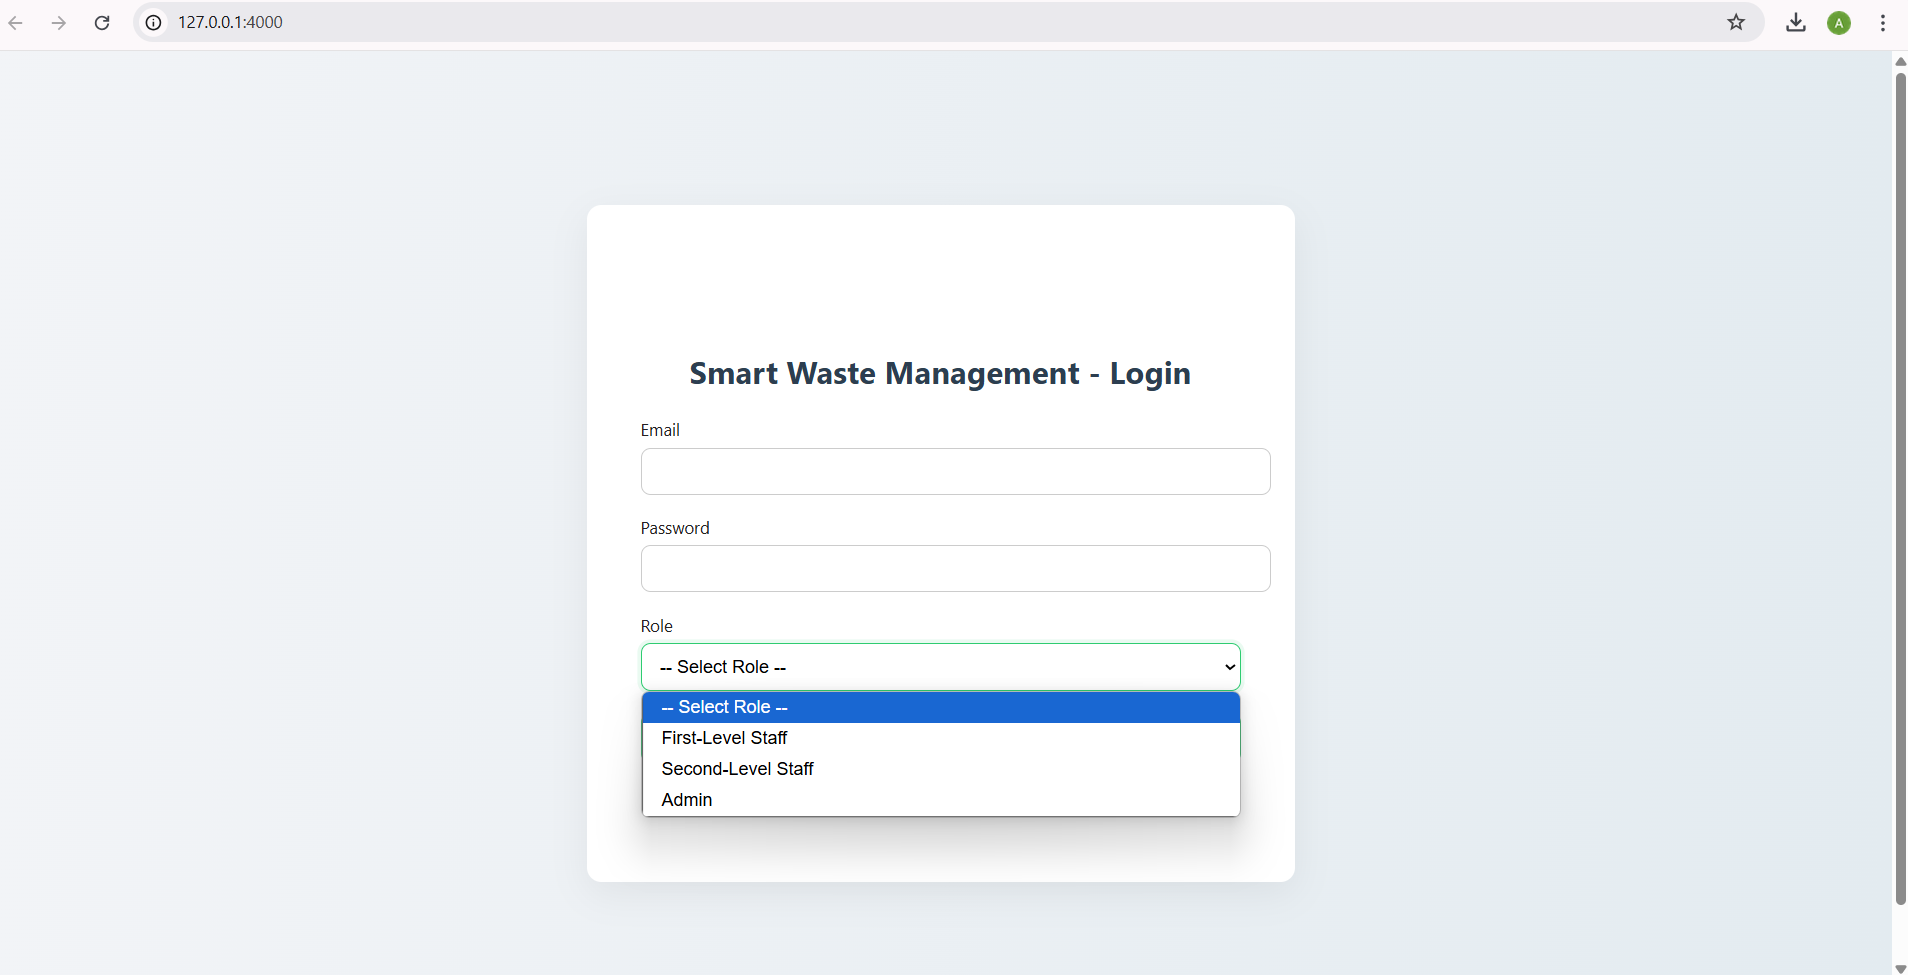 127.0.0.1:4000
A
Smart Waste Management - Login
Email
Password
Role
-- Select Role --
-- Select Role --
First-Level Staff
Second-Level Staff
Admin